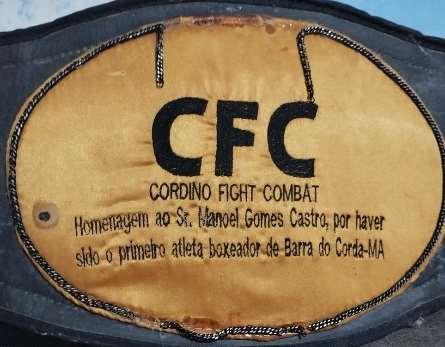 CFC
CORDINO FIGHT COMBAT
Homenagem ao Sr. Manoel Gomes Castro, por haver
sido o primeiro atleta boxeador de Barra do Corda-MA